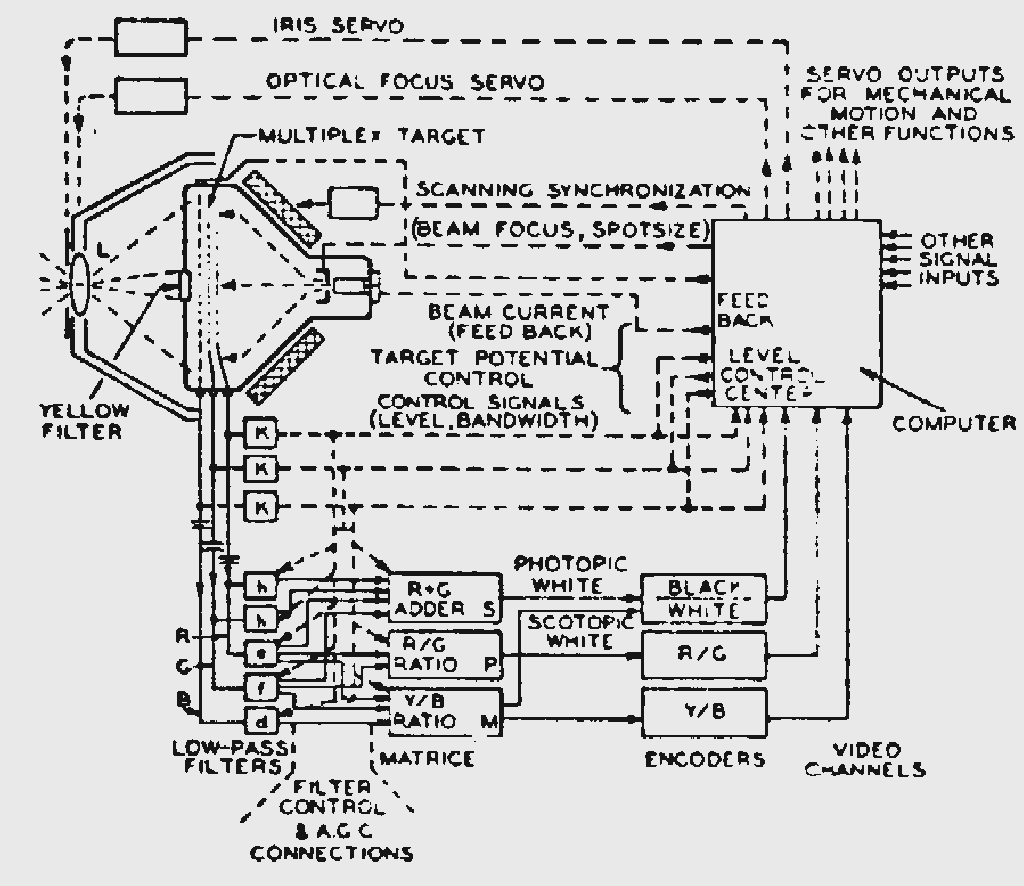 IRIS SERVO
OPTICAL FOCUS SERVO
SERVO OUTPUTS
FOR MECHANICAL
MOTION AND
OTHER FUNCTIONS
MULTIPLEX TARGET
SCANNING SYNCHRONIZATION
(BEAM FOCUS, SPOTSIZE)
L
OTHER
SIGNAL
INPUTS
BEAM CURRENT
(FEED BACK)
FEED
BACK
TARGET POTENTIAL
CONTROL
LEVEL
CONTROL
CENTER
CONTROL SIGNALS
(LEVEL, BANDWIDTH)
YELLOW
FILTER
COMPUTER
K
K
K
PHOTOPIC
WHITE
h
R+G
ADDER S
BLACK
WHITE
h
SCOTOPIC
WHITE
R
e
R/G
RATIO P
R/G
G
f
Y/B
RATIO M
Y/B
B
d
LOW-PASS
FILTERS
MATRICE
ENCODERS
VIDEO
CHANNELS
FILTER
CONTROL
& A.G.C
CONNECTIONS